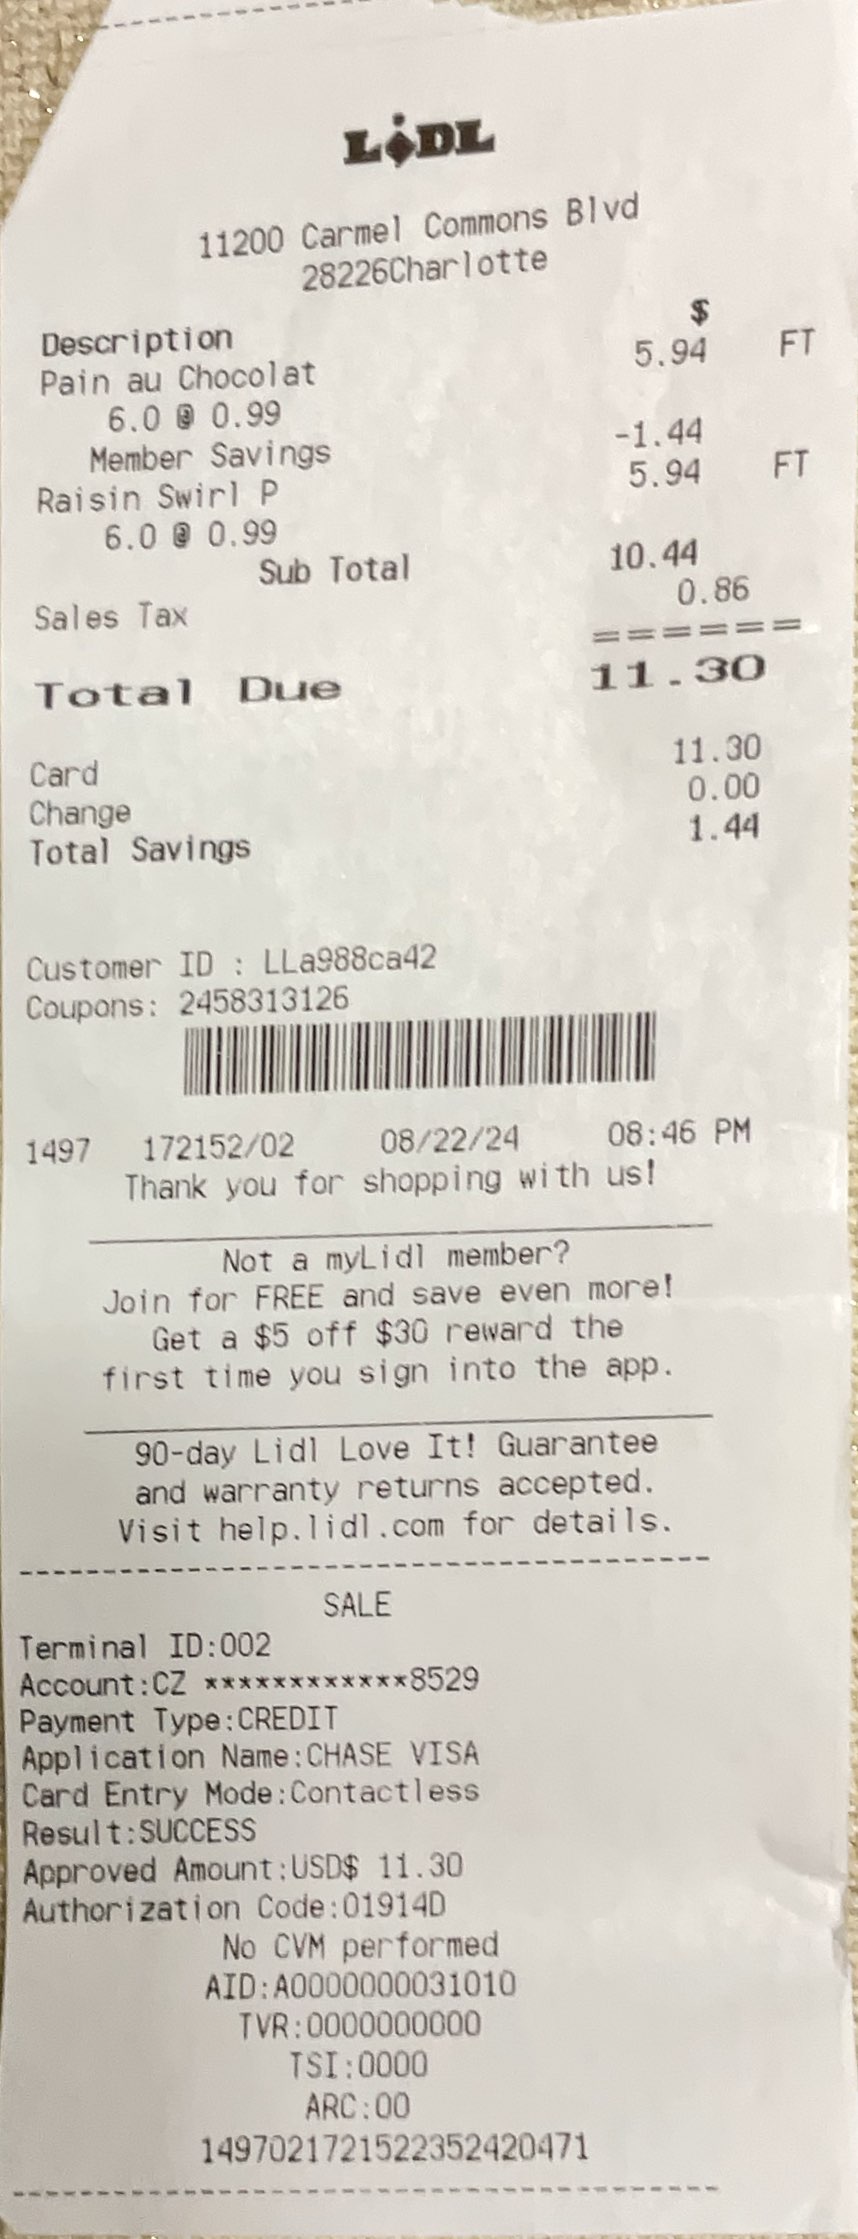 LiDL
11200 Carmel Commons Blvd
28226Charlotte
Description $
Pain au Chocolat 5.94 FT
6.0 @ 0.99
Member Savings -1.44
Raisin Swirl P 5.94 FT
6.0 @ 0.99
Sub Total 10.44
Sales Tax 0.86
======
Total Due 11.30
Card 11.30
Change 0.00
Total Savings 1.44
Customer ID : LLa988ca42
Coupons: 2458313126
1497 172152/02 08/22/24 08:46 PM
Thank you for shopping with us!
Not a myLidl member?
Join for FREE and save even more!
Get a $5 off $30 reward the
first time you sign into the app.
90-day Lidl Love It! Guarantee
and warranty returns accepted.
Visit help.lidl.com for details.
SALE
Terminal ID:002
Account:CZ ************8529
Payment Type:CREDIT
Application Name:CHASE VISA
Card Entry Mode:Contactless
Result:SUCCESS
Approved Amount:USD$ 11.30
Authorization Code:01914D
No CVM performed
AID:A0000000031010
TVR:0000000000
TSI:0000
ARC:00
1497021721522352420471